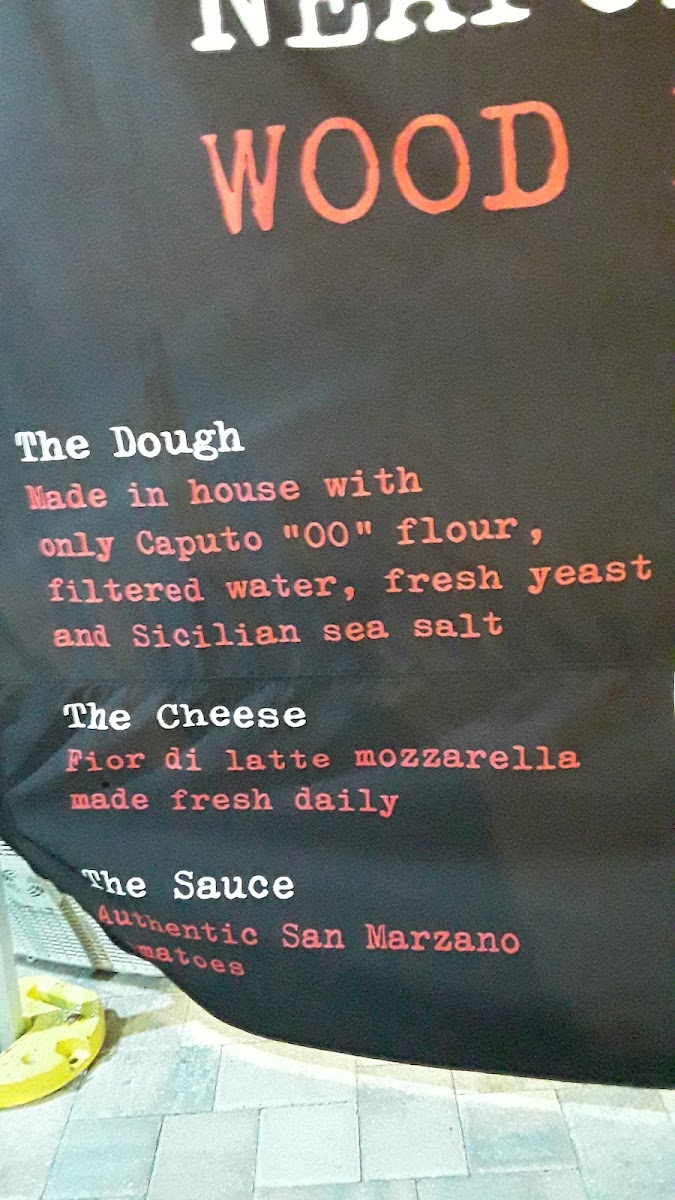 WOOD
The Dough
Made in house with
only Caputo "00" flour,
filtered water, fresh yeast
and Sicilian sea salt
The Cheese
Fior di latte mozzarella
made fresh daily
The Sauce
Authentic San Marzano